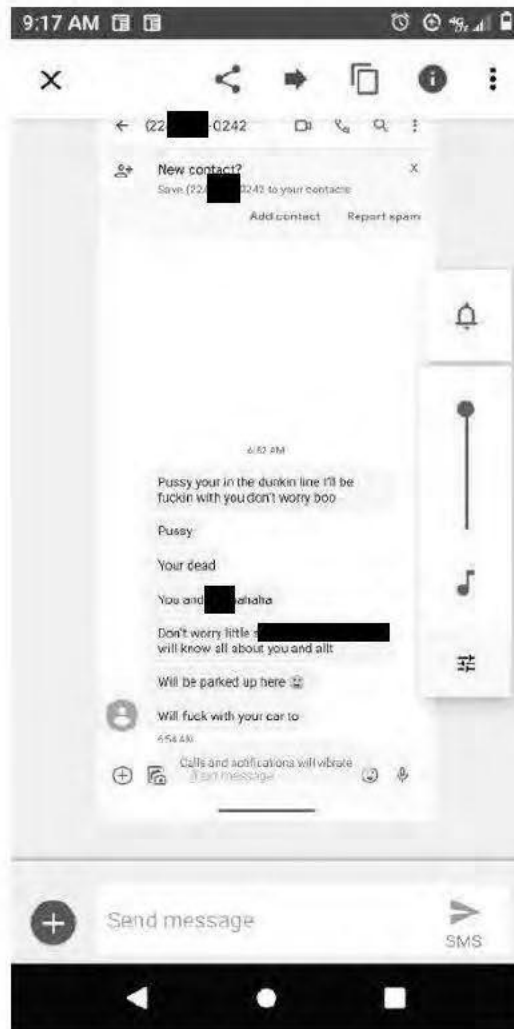 9:17 AM
(22 -0242
New contact?
Save (22 0242 to your contacts
Add contact Report spam
6:52 AM
Pussy your in the dunkin line I'll be
fuckin with you don't worry boo
Pussy
Your dead
You and ahaha
Don't worry little s
will know all about you and allt
Will be parked up here
Will fuck with your car to
6:54 AM
Calls and notifications will vibrate
Text message
Send message
SMS